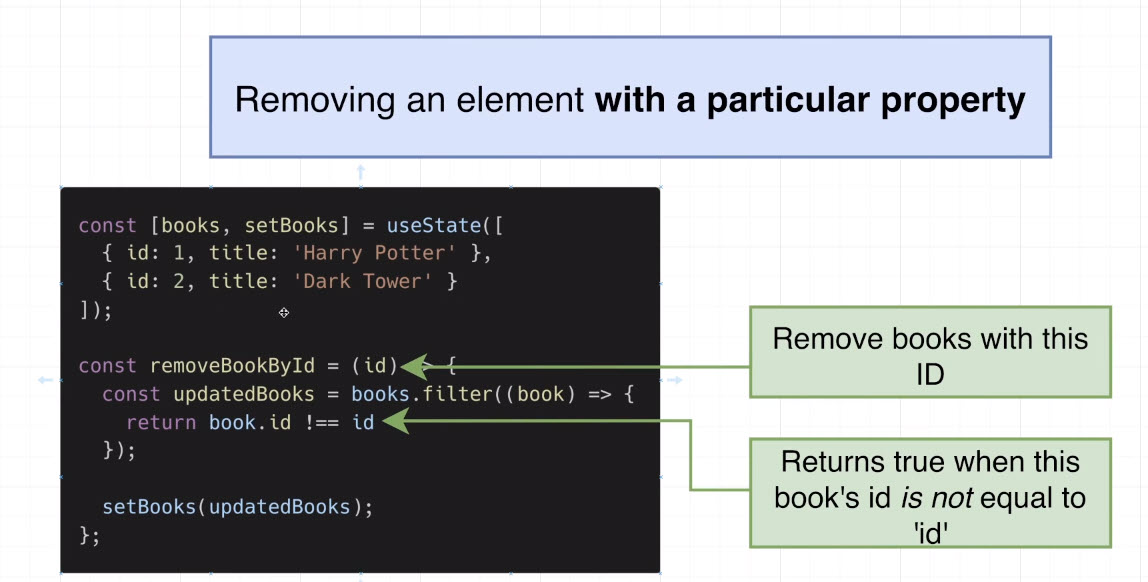 Removing an element with a particular property
const [books, setBooks] = useState([
  { id: 1, title: 'Harry Potter' },
  { id: 2, title: 'Dark Tower' }
]);
const removeBookById = (id) => {
  const updatedBooks = books.filter((book) => {
    return book.id !== id
  });
  setBooks(updatedBooks);
};
Remove books with this
ID
Returns true when this
book's id is not equal to
'id'